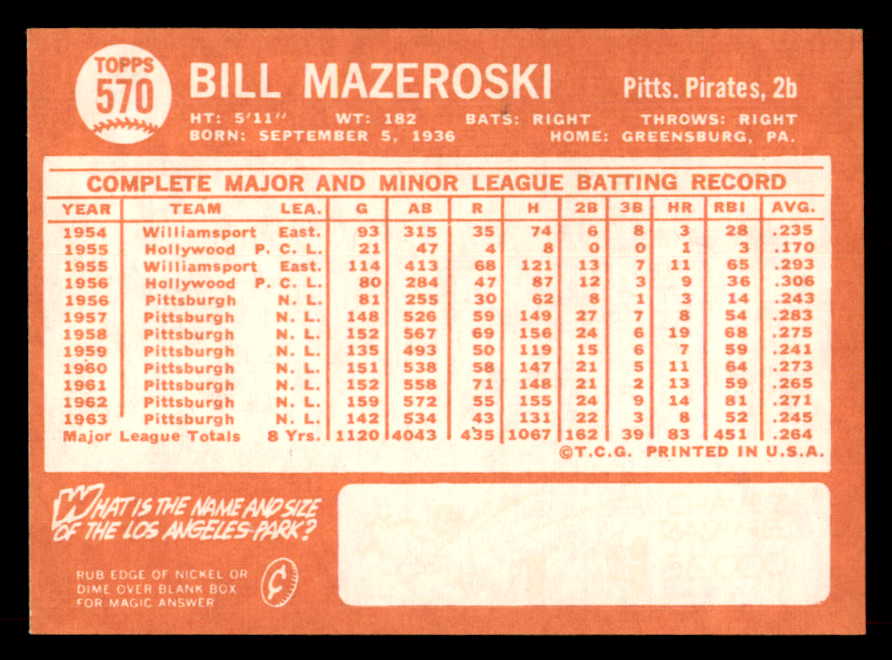 TOPPS
570
BILL MAZEROSKI
Pitts. Pirates, 2b
HT: 5'11" WT: 182 BATS: RIGHT THROWS: RIGHT
BORN: SEPTEMBER 5, 1936 HOME: GREENSBURG, PA.
COMPLETE MAJOR AND MINOR LEAGUE BATTING RECORD
YEAR TEAM LEA. G AB R H 2B 3B HR RBI AVG.
1954 Williamsport East. 93 315 35 74 6 8 3 28 .235
1955 Hollywood P. C. L. 21 47 4 8 0 0 1 3 .170
1955 Williamsport East. 114 413 68 121 13 7 11 65 .293
1956 Hollywood P. C. L. 80 284 47 87 12 3 9 36 .306
1956 Pittsburgh N. L. 81 255 30 62 8 1 3 14 .243
1957 Pittsburgh N. L. 148 526 59 149 27 7 8 54 .283
1958 Pittsburgh N. L. 152 567 69 156 24 6 19 68 .275
1959 Pittsburgh N. L. 135 493 50 119 15 6 7 59 .241
1960 Pittsburgh N. L. 151 538 58 147 21 5 11 64 .273
1961 Pittsburgh N. L. 152 558 71 148 21 2 13 59 .265
1962 Pittsburgh N. L. 159 572 55 155 24 9 14 81 .271
1963 Pittsburgh N. L. 142 534 43 131 22 3 8 52 .245
Major League Totals 8 Yrs. 1120 4043 435 1067 162 39 83 451 .264
©T.C.G. PRINTED IN U.S.A.
WHAT IS THE NAME AND SIZE
OF THE LOS ANGELES PARK?
RUB EDGE OF NICKEL OR
DIME OVER BLANK BOX
FOR MAGIC ANSWER